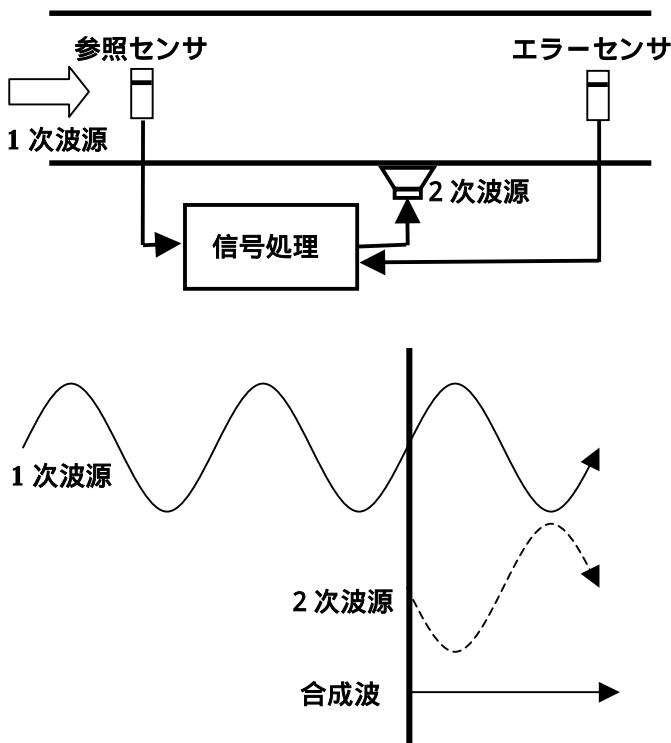 参照センサ
エラーセンサ
1 次波源
2 次波源
信号処理
1 次波源
2 次波源
合成波